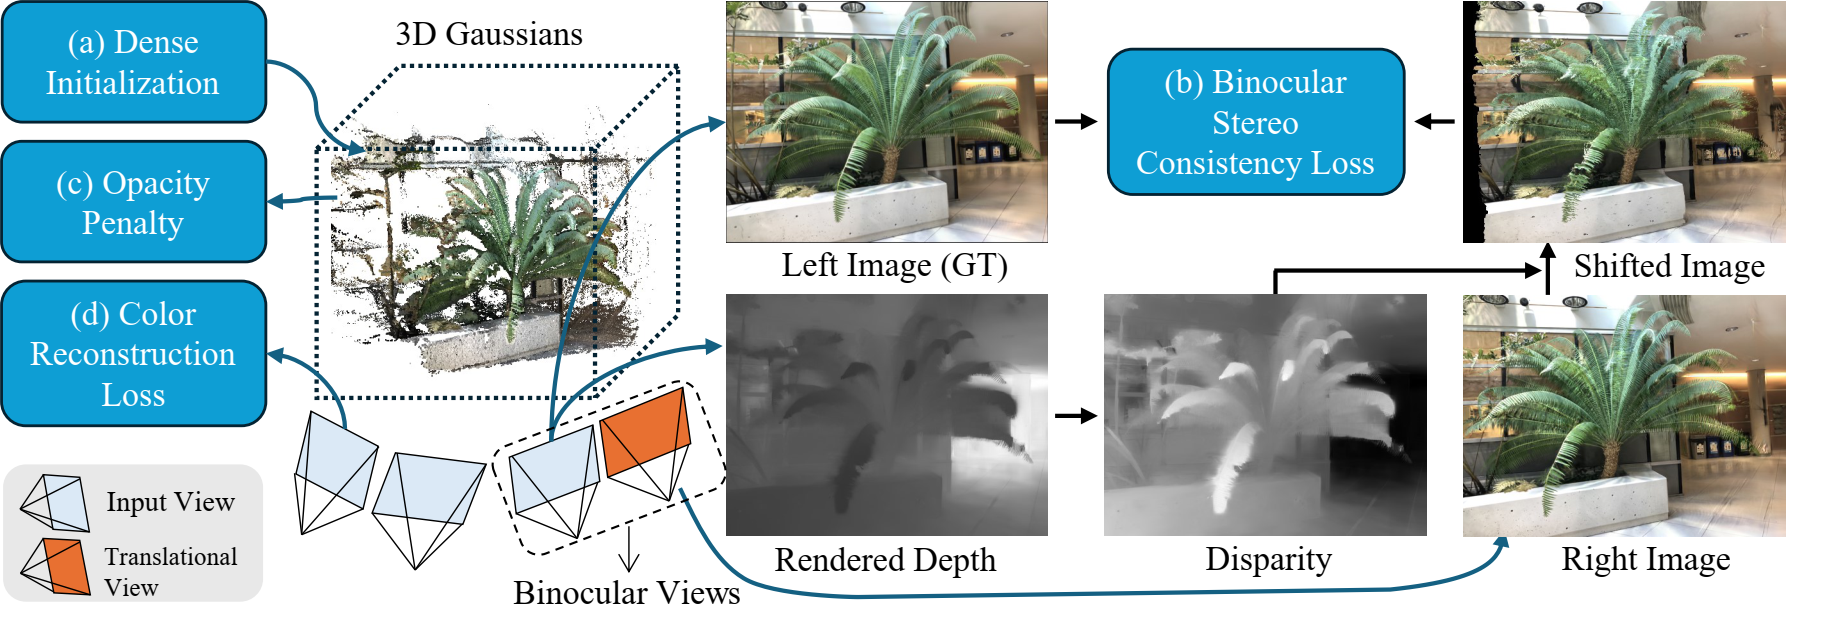 (a) Dense
Initialization
(c) Opacity
Penalty
(d) Color
Reconstruction
Loss
Input View
Translational
View
3D Gaussians
Binocular Views
Left Image (GT)
Rendered Depth
(b) Binocular
Stereo
Consistency Loss
Disparity
Shifted Image
Right Image